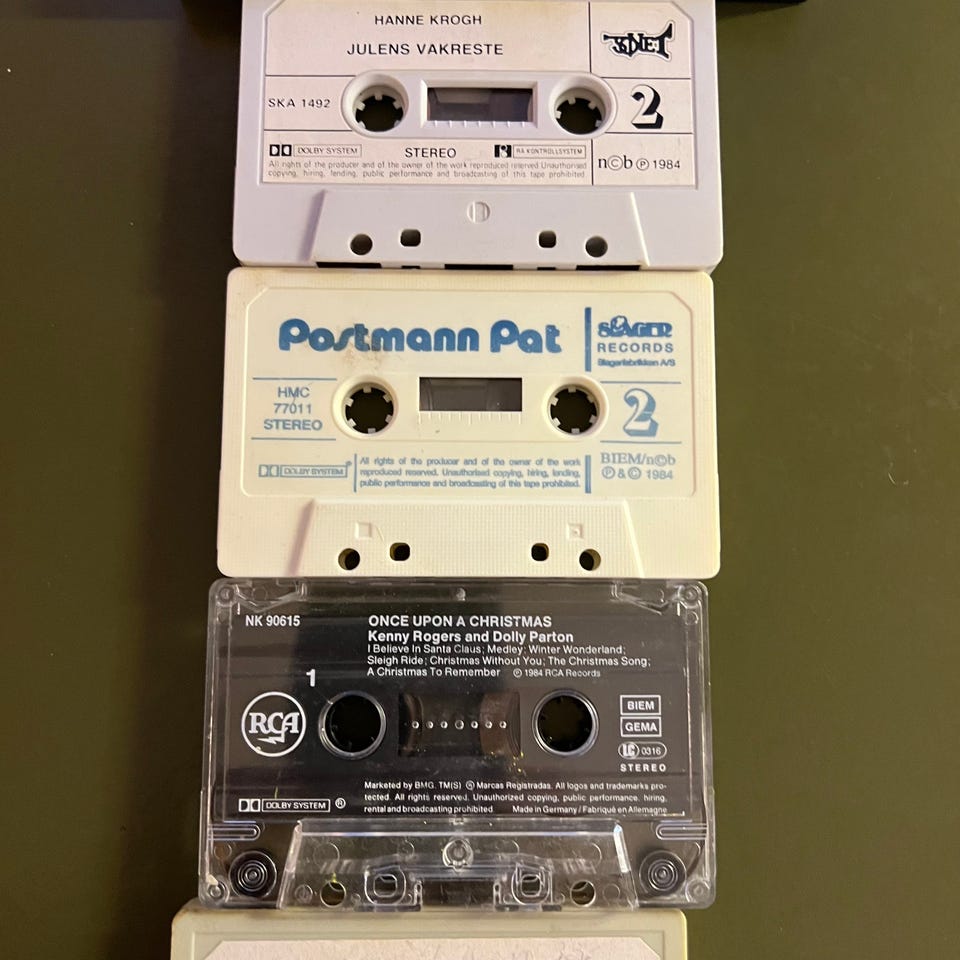 HANNE KROGH
JULENS VAKRESTE
SKA 1492
2
DOLBY SYSTEM
STEREO
R RA KONTROLLSYSTEM
n©b ℗ 1984
All rights of the producer and of the owner of the work reproduced reserved Unauthorised
copying, hiring, lending, public performance and broadcasting of this tape prohibited
Postmann Pat
SLAGER
RECORDS
Slagerfabrikken A/S
HMC
77011
STEREO
2
DOLBY SYSTEM®
All rights of the producer and of the owner of the work
reproduced reserved. Unauthorised copying, hiring, lending,
public performance and broadcasting of this tape prohibited.
BIEM/n©b
℗ & © 1984
NK 90615
ONCE UPON A CHRISTMAS
Kenny Rogers and Dolly Parton
I Believe In Santa Claus; Medley: Winter Wonderland;
Sleigh Ride; Christmas Without You; The Christmas Song;
A Christmas To Remember ℗ 1984 RCA Records
1
RCA
BIEM
GEMA
LC 0316
STEREO
DOLBY SYSTEM ®
Marketed by BMG. TM(S) ® Marcas Registradas. All logos and trademarks pro-
tected. All rights reserved. Unauthorized copying, public performance, hiring,
rental and broadcasting prohibited. Made in Germany / Fabriqué en Allemagne